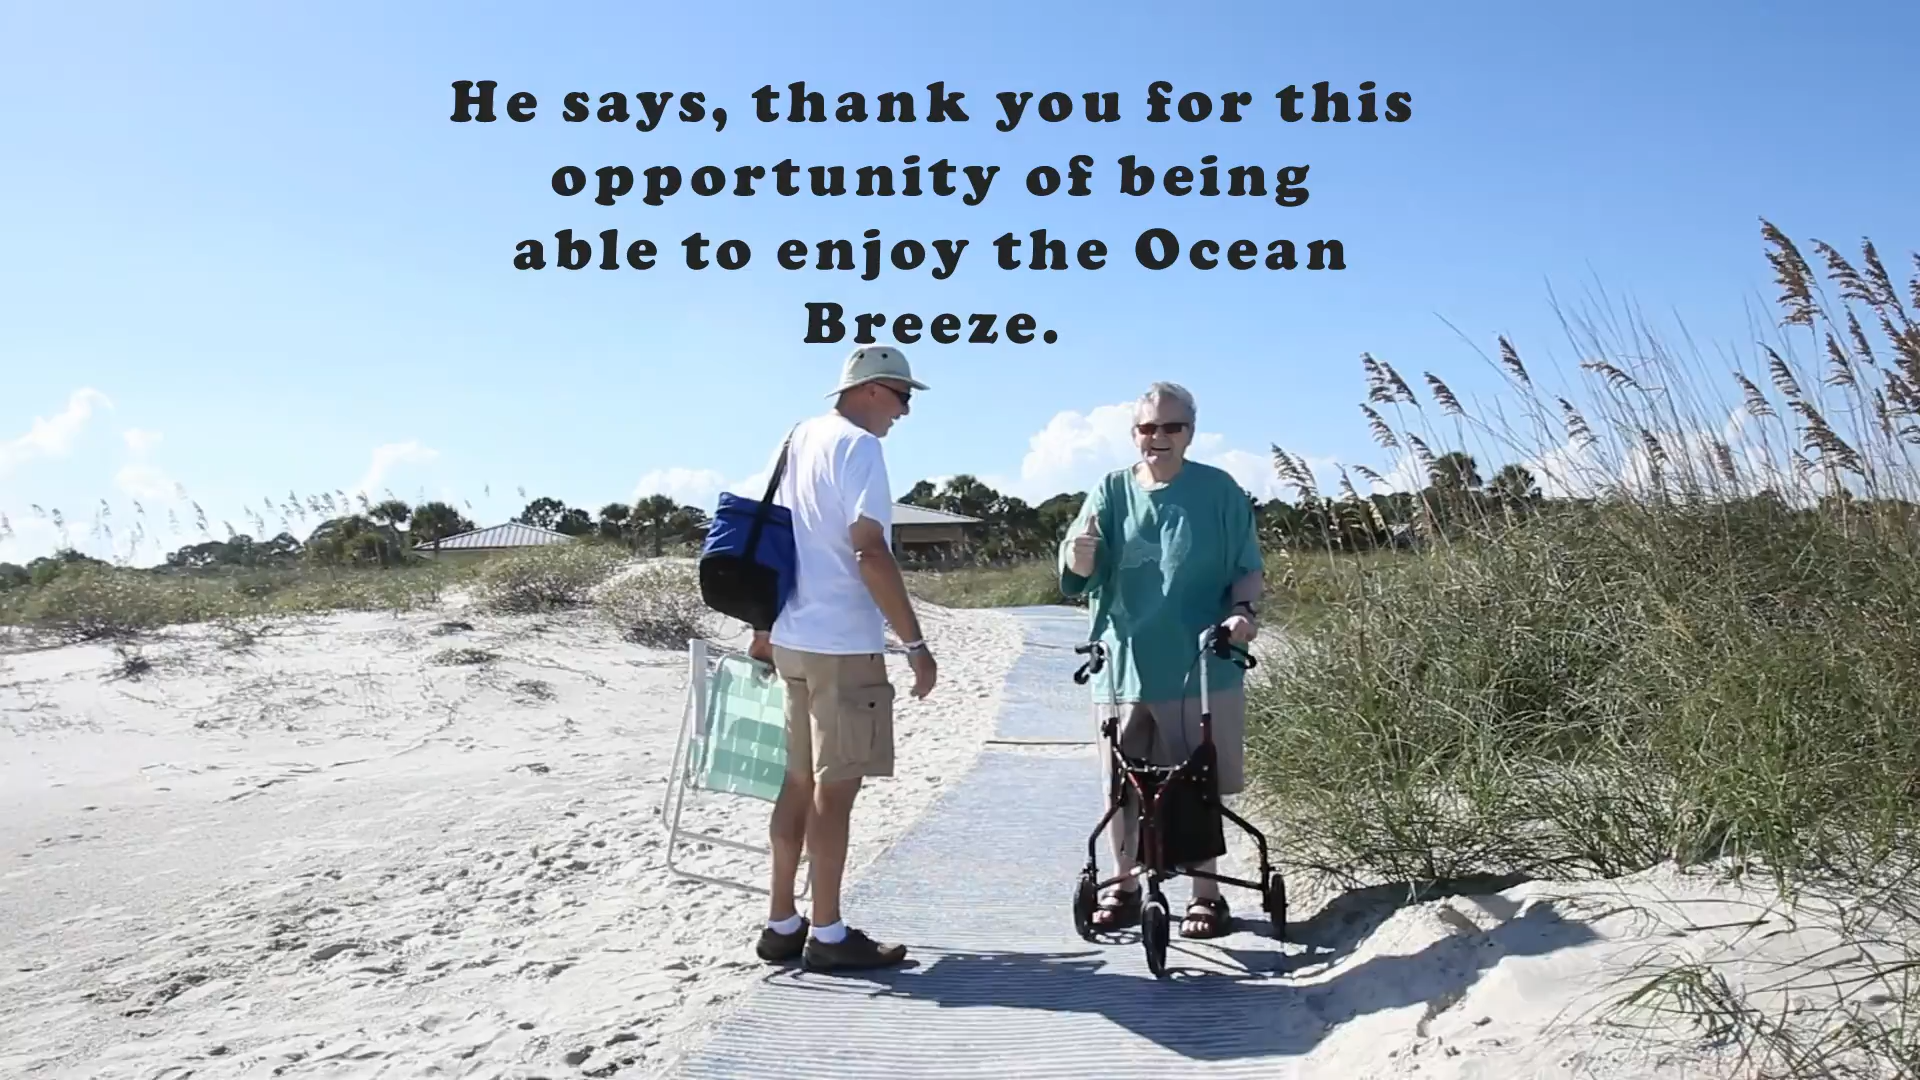 He says, thank you for this
opportunity of being
able to enjoy the Ocean
Breeze.